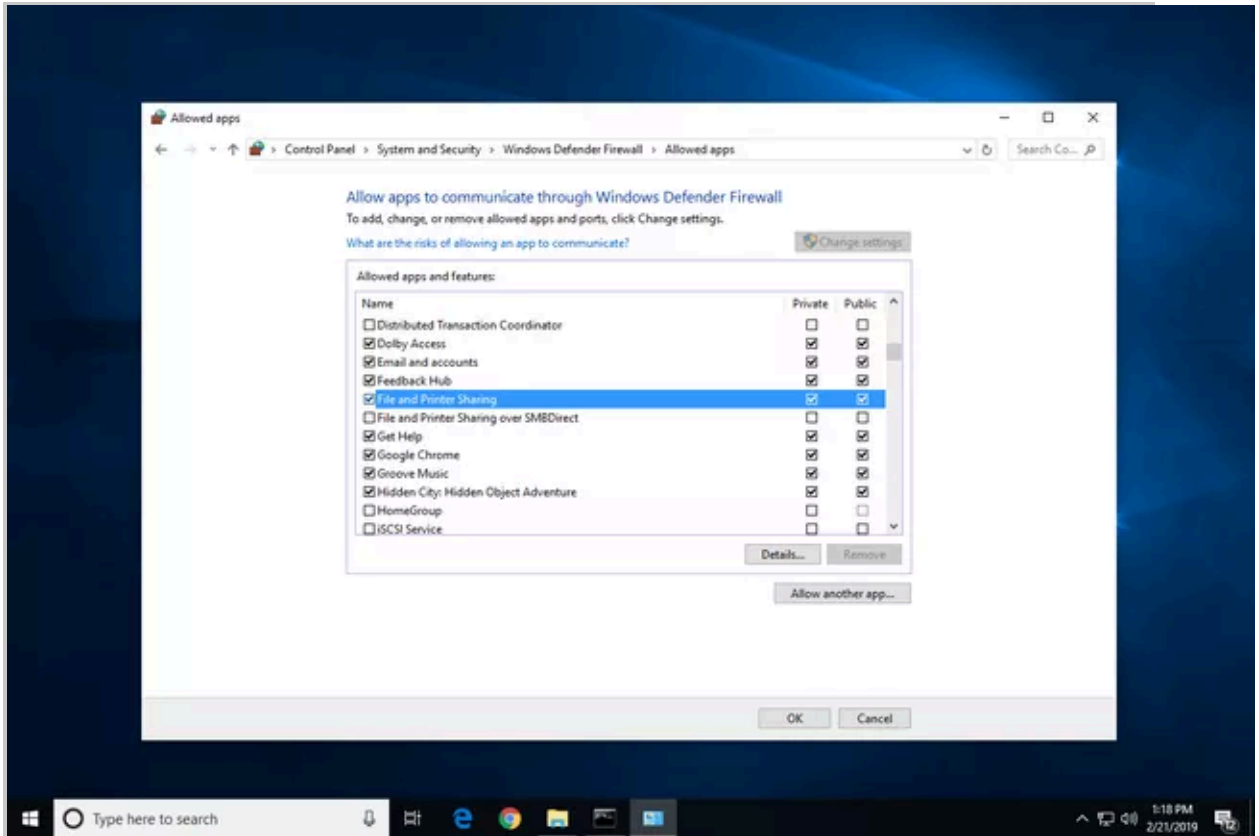 Allowed apps
Control Panel > System and Security > Windows Defender Firewall > Allowed apps
Search Co...
Allow apps to communicate through Windows Defender Firewall
To add, change, or remove allowed apps and ports, click Change settings.
What are the risks of allowing an app to communicate?
Change settings
Allowed apps and features:
Name Private Public
Distributed Transaction Coordinator
Dolby Access
Email and accounts
Feedback Hub
File and Printer Sharing
File and Printer Sharing over SMBDirect
Get Help
Google Chrome
Groove Music
Hidden City: Hidden Object Adventure
HomeGroup
iSCSI Service
Details... Remove
Allow another app...
OK Cancel
Type here to search
1:18 PM
2/21/2019
12